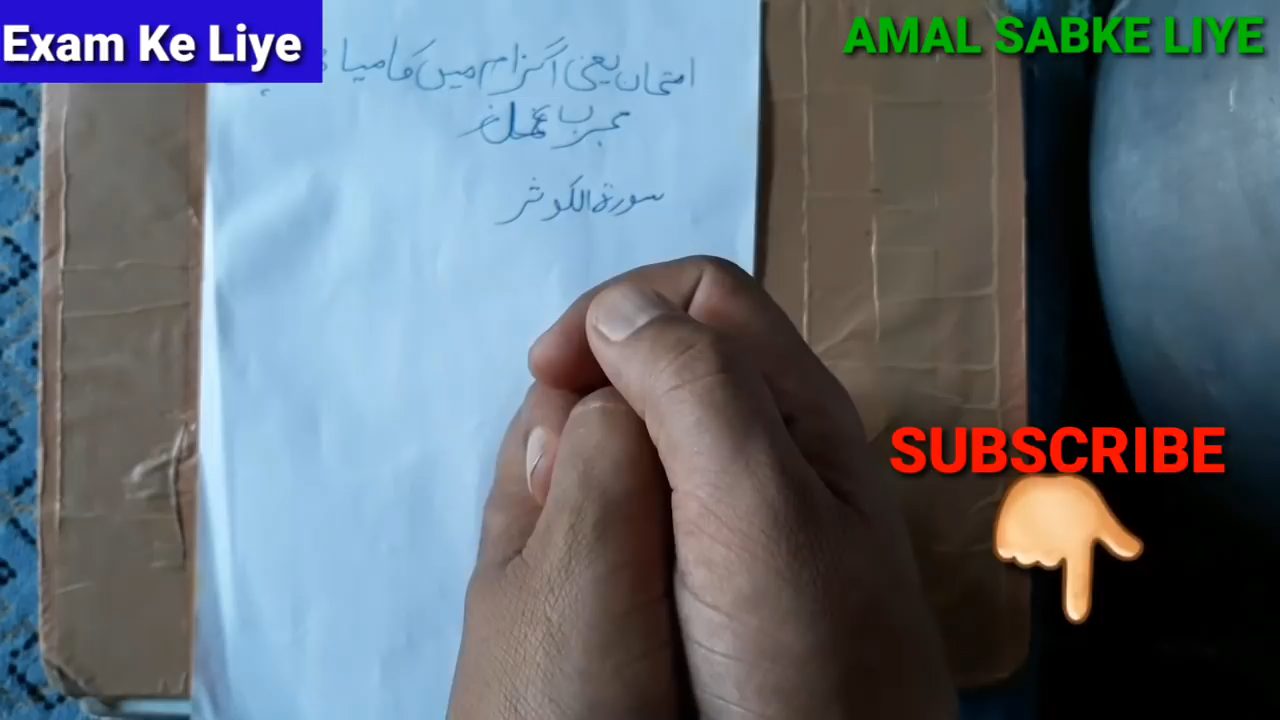 Exam Ke Liye
AMAL SABKE LIYE
امتحان یعنی اگزام میں کامیا
مجرب عمل
سورۃ الکوثر
SUBSCRIBE